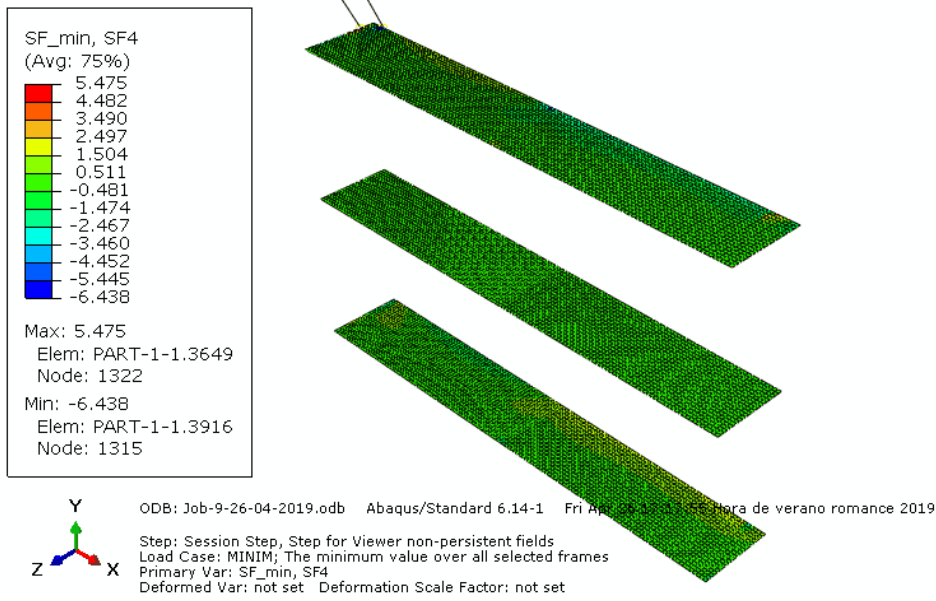 SF_min, SF4
(Avg: 75%)
5.475
4.482
3.490
2.497
1.504
0.511
-0.481
-1.474
-2.467
-3.460
-4.452
-5.445
-6.438
Max: 5.475
Elem: PART-1-1.3649
Node: 1322
Min: -6.438
Elem: PART-1-1.3916
Node: 1315
Y
Z
X
ODB: Job-9-26-04-2019.odb Abaqus/Standard 6.14-1 Fri Apr Hora de verano romance 2019
Step: Session Step, Step for Viewer non-persistent fields
Load Case: MINIM; The minimum value over all selected frames
Primary Var: SF_min, SF4
Deformed Var: not set Deformation Scale Factor: not set